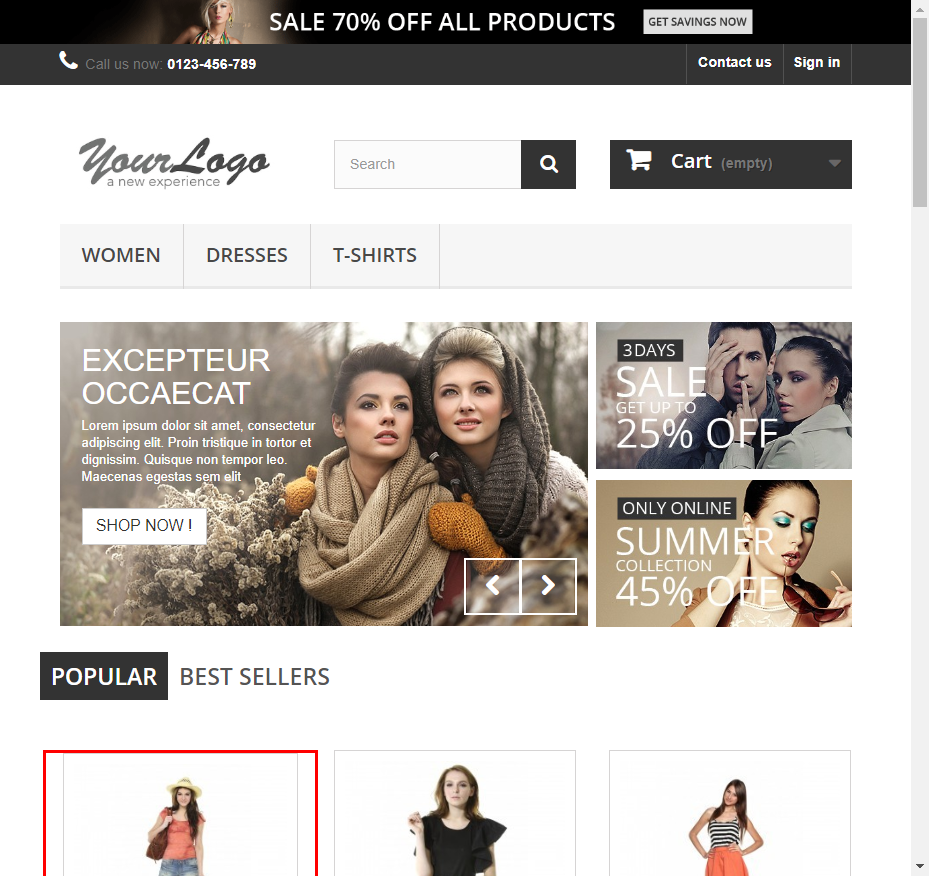 SALE 70% OFF ALL PRODUCTS GET SAVINGS NOW
Call us now: 0123-456-789 Contact us Sign in
YourLogo
a new experience
Search
Cart (empty)
WOMEN DRESSES T-SHIRTS
EXCEPTEUR
OCCAECAT
Lorem ipsum dolor sit amet, consectetur
adipiscing elit. Proin tristique in tortor et
dignissim. Quisque non tempor leo.
Maecenas egestas sem elit
SHOP NOW !
3DAYS
SALE
GET UP TO
25% OFF
ONLY ONLINE
SUMMER
COLLECTION
45% OFF
POPULAR BEST SELLERS